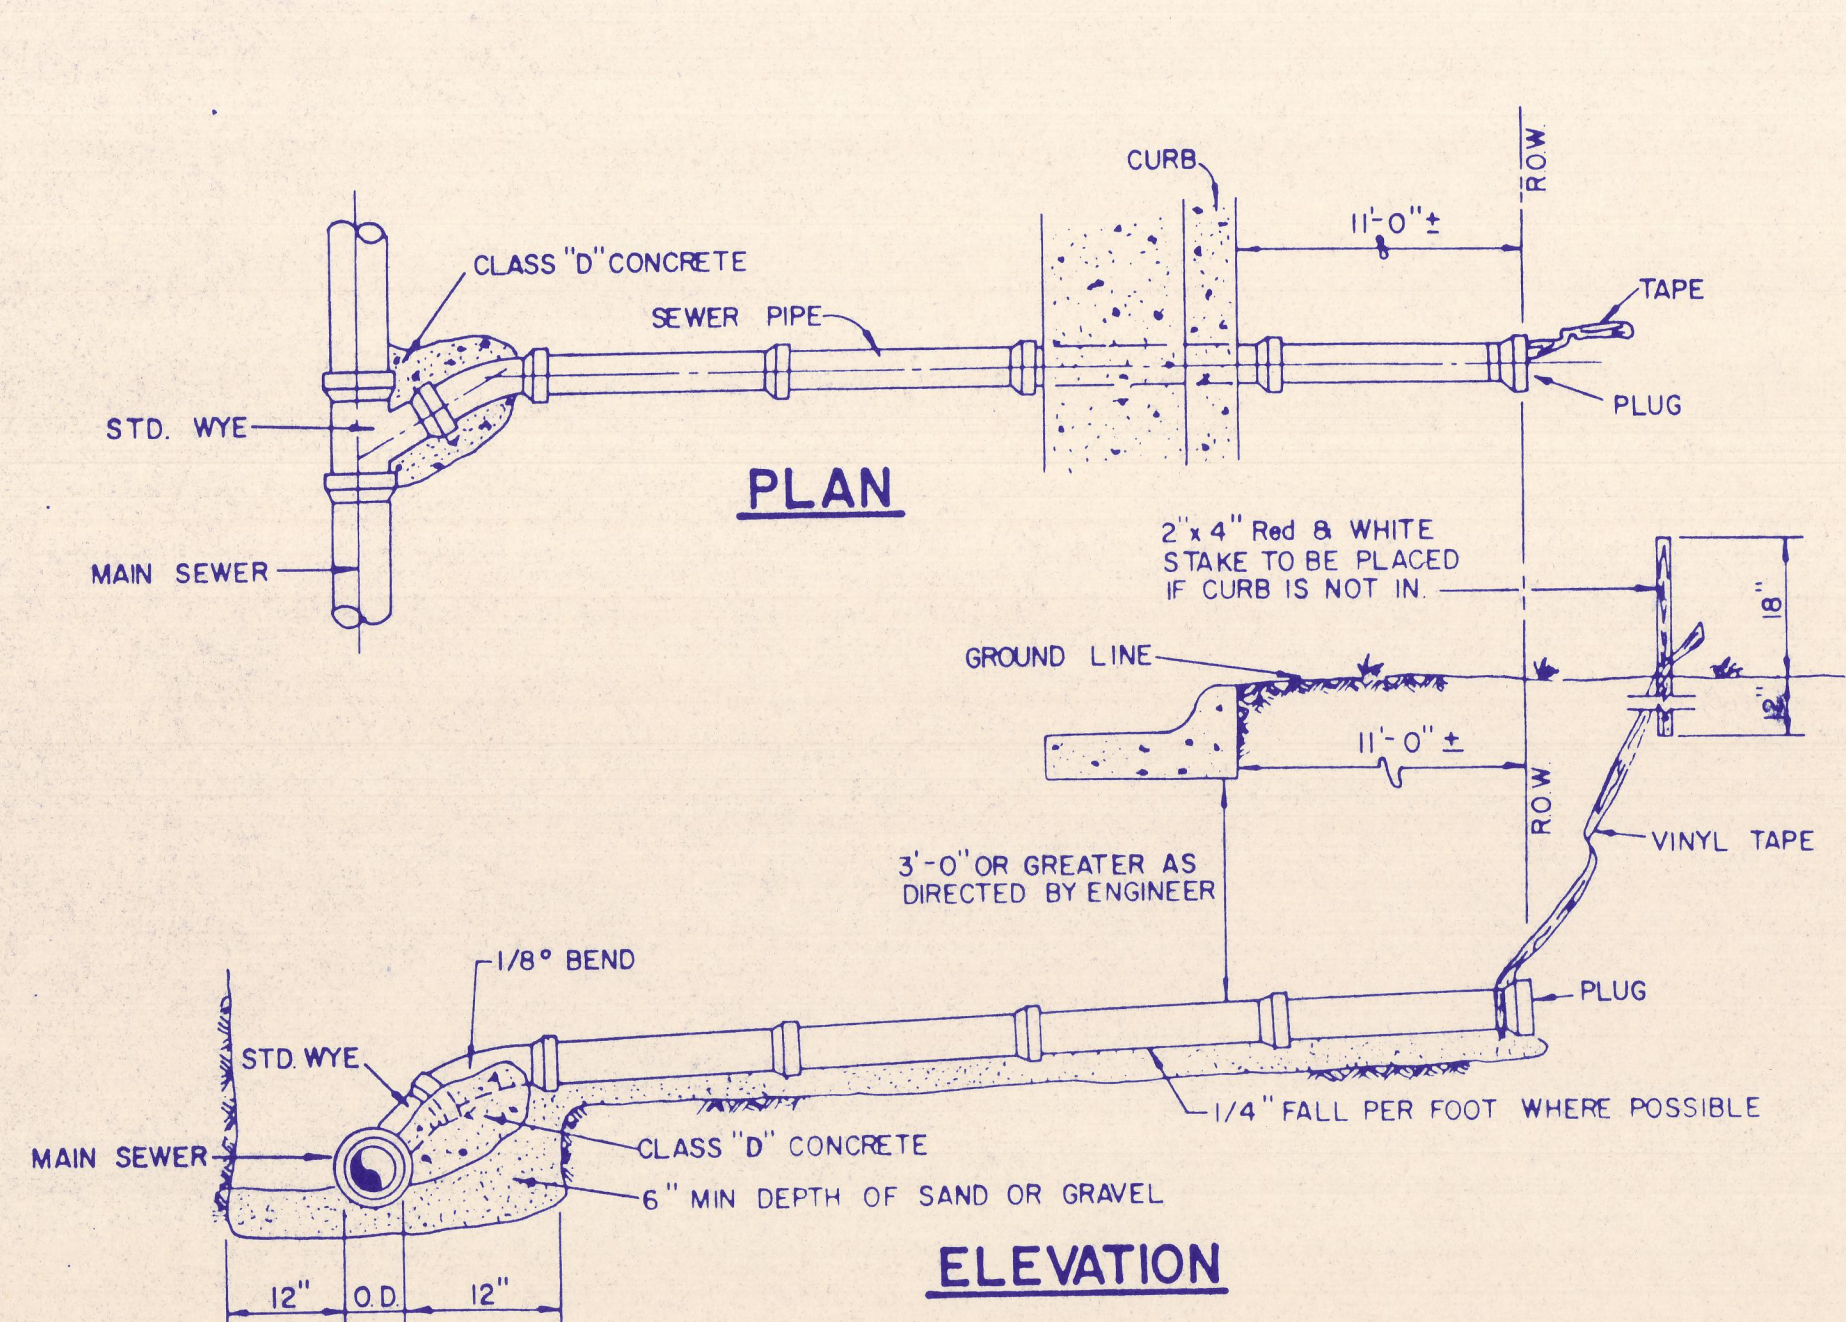 CURB
R.O.W.
11'-0" ±
CLASS "D" CONCRETE
TAPE
SEWER PIPE
PLUG
STD. WYE
PLAN
MAIN SEWER
2" x 4" Red & WHITE
STAKE TO BE PLACED
IF CURB IS NOT IN.
18"
GROUND LINE
12"
11'-0" ±
R.O.W.
VINYL TAPE
3'-0" OR GREATER AS
DIRECTED BY ENGINEER
1/8° BEND
PLUG
STD. WYE
1/4" FALL PER FOOT WHERE POSSIBLE
CLASS "D" CONCRETE
MAIN SEWER
6" MIN DEPTH OF SAND OR GRAVEL
ELEVATION
12"
O.D.
12"